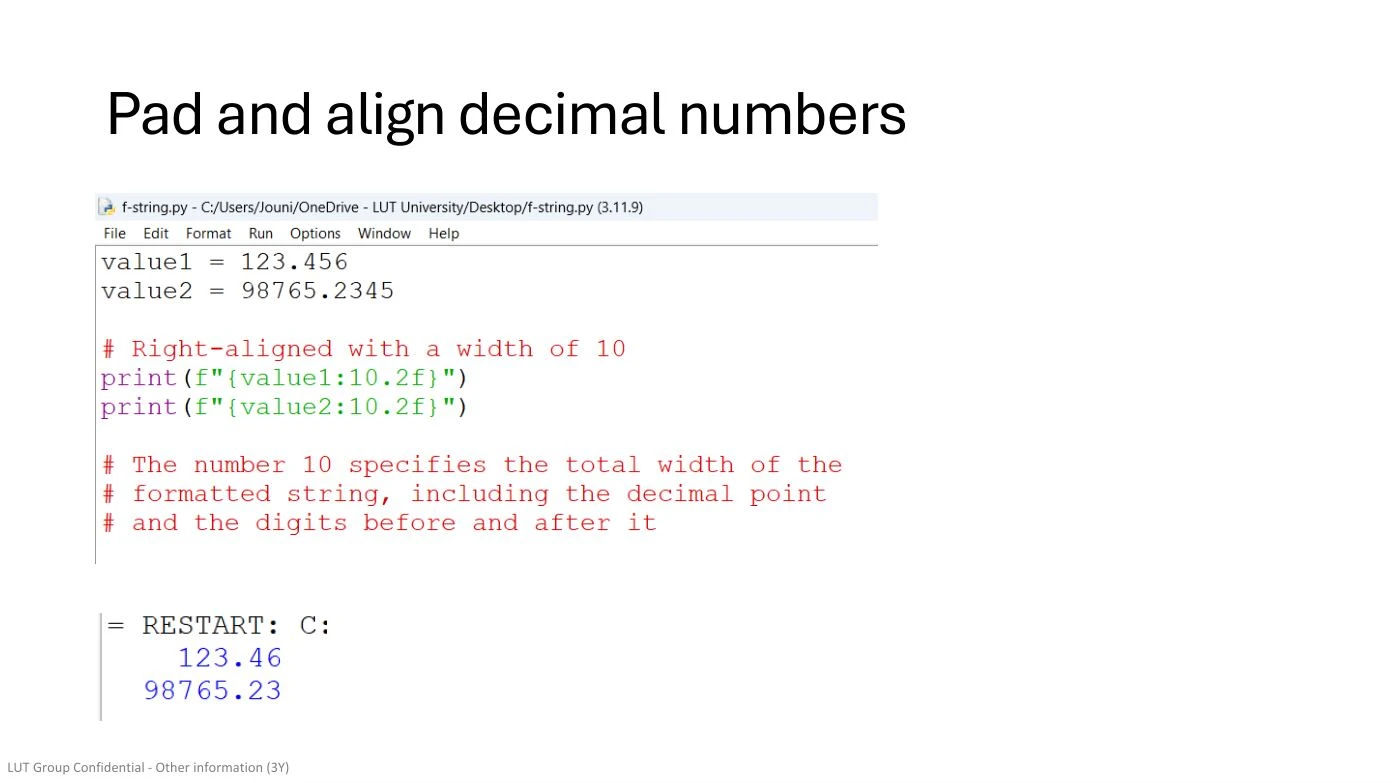 Pad and align decimal numbers
f-string.py - C:/Users/Jouni/OneDrive - LUT University/Desktop/f-string.py (3.11.9)
File Edit Format Run Options Window Help
value1 = 123.456
value2 = 98765.2345
# Right-aligned with a width of 10
print(f"{value1:10.2f}")
print(f"{value2:10.2f}")
# The number 10 specifies the total width of the
# formatted string, including the decimal point
# and the digits before and after it
= RESTART: C:
    123.46
  98765.23
LUT Group Confidential - Other information (3Y)